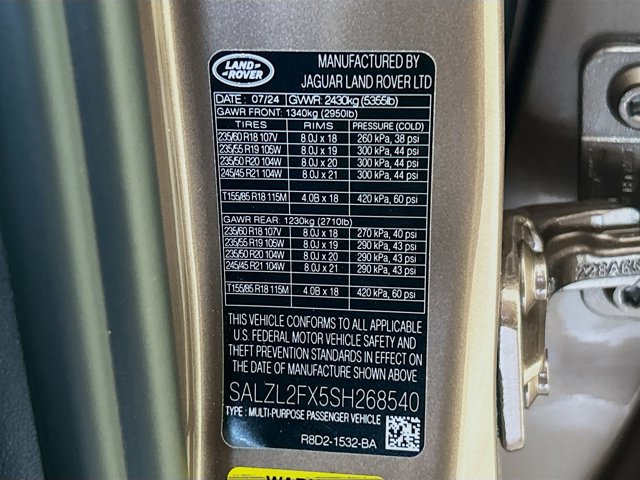 LAND ROVER
MANUFACTURED BY
JAGUAR LAND ROVER LTD
DATE: 07/24 GVWR: 2430kg (5355lb)
GAWR FRONT: 1340kg (2950lb)
TIRES RIMS PRESSURE (COLD)
235/60 R18 107V 8.0J x 18 260 kPa, 38 psi
235/55 R19 105W 8.0J x 19 300 kPa, 44 psi
235/50 R20 104W 8.0J x 20 300 kPa, 44 psi
245/45 R21 104W 8.0J x 21 300 kPa, 44 psi
T155/85 R18 115M 4.0B x 18 420 kPa, 60 psi
GAWR REAR: 1230kg (2710lb)
235/60 R18 107V 8.0J x 18 270 kPa, 40 psi
235/55 R19 105W 8.0J x 19 290 kPa, 43 psi
235/50 R20 104W 8.0J x 20 290 kPa, 43 psi
245/45 R21 104W 8.0J x 21 290 kPa, 43 psi
T155/85 R18 115M 4.0B x 18 420 kPa, 60 psi
THIS VEHICLE CONFORMS TO ALL APPLICABLE
U.S. FEDERAL MOTOR VEHICLE SAFETY AND
THEFT PREVENTION STANDARDS IN EFFECT ON
THE DATE OF MANUFACTURE SHOWN ABOVE
SALZL2FX5SH268540
TYPE : MULTI-PURPOSE PASSENGER VEHICLE
R8D2-1532-BA